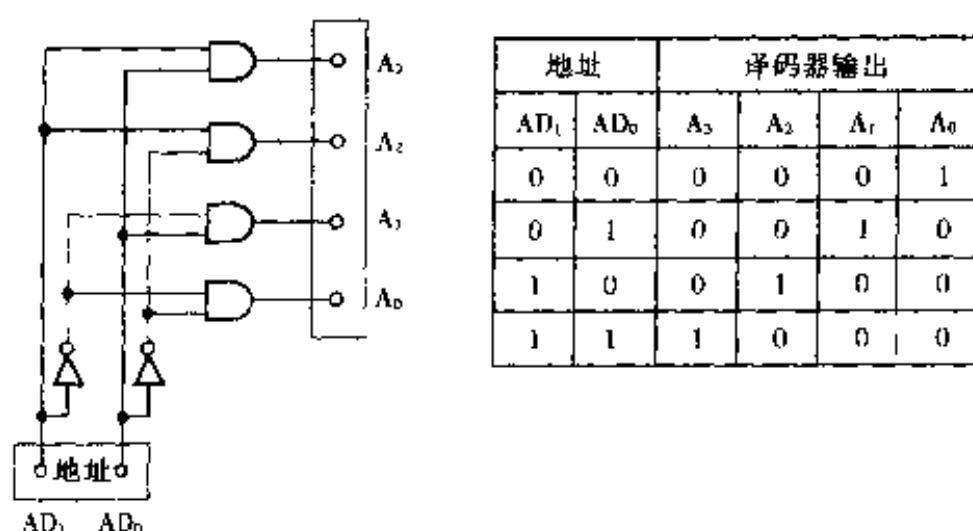 A₃
A₂
A₁
A₀
地址
AD₁ AD₀
地址 译码器输出
AD₁ AD₀ A₃ A₂ A₁ A₀
0 0 0 0 0 1
0 1 0 0 1 0
1 0 0 1 0 0
1 1 1 0 0 0